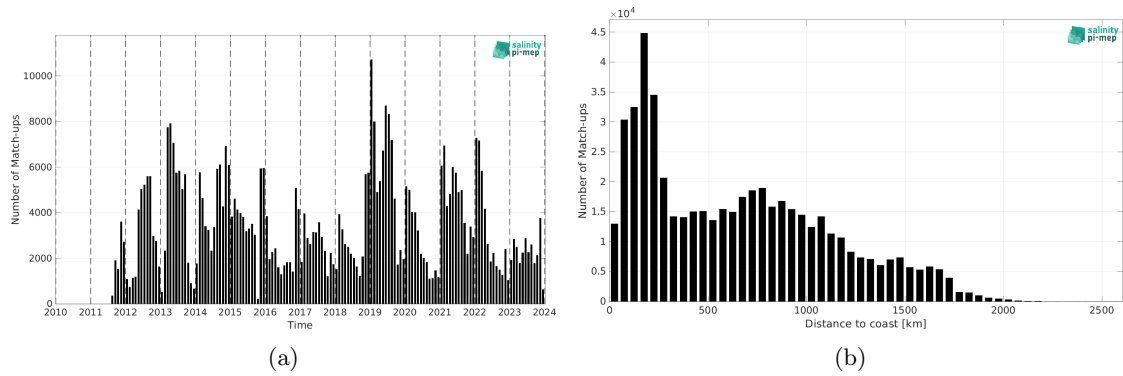 salinity
pi-mep
Number of Match-ups
10000
8000
6000
4000
2000
0
2010 2011 2012 2013 2014 2015 2016 2017 2018 2019 2020 2021 2022 2023 2024
Time
(a)
×10⁴
salinity
pi-mep
Number of Match-ups
4.5
4
3.5
3
2.5
2
1.5
1
0.5
0
0 500 1000 1500 2000 2500
Distance to coast [km]
(b)